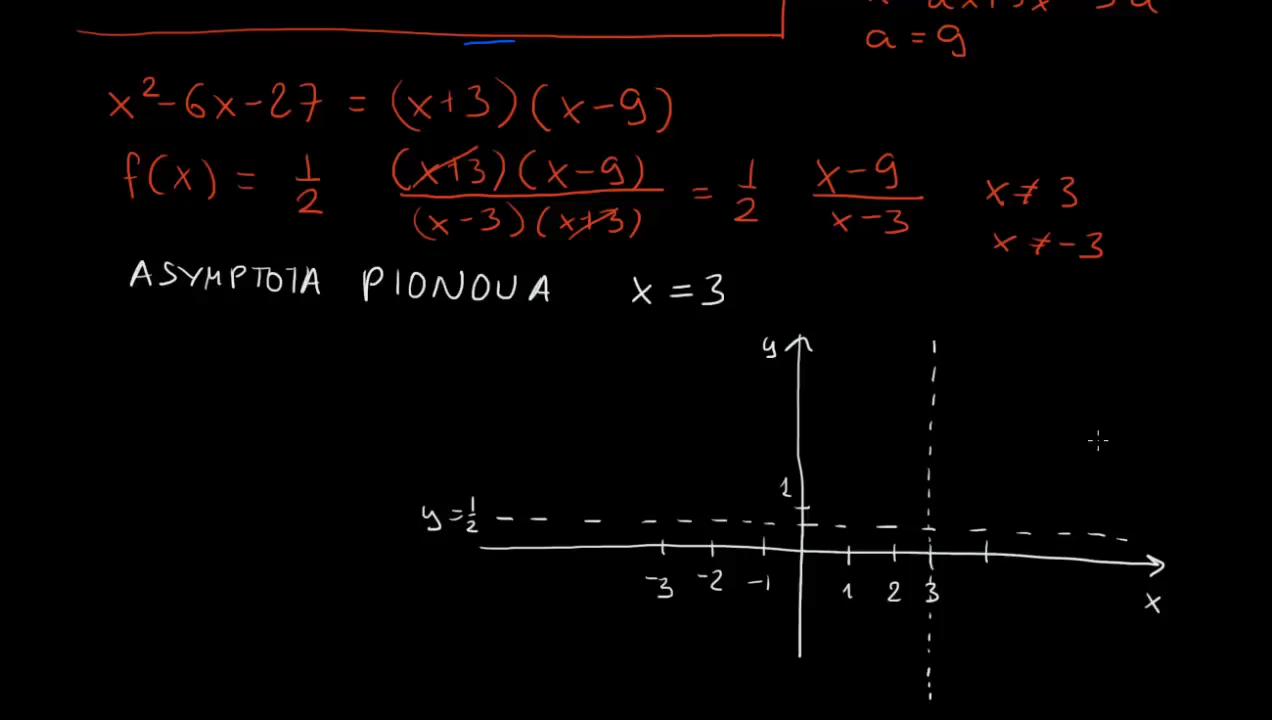 a = 9
x²-6x-27 = (x+3)(x-9)
f(x) = 1/2 (x+3)(x-9)/(x-3)(x+3) = 1/2 x-9/x-3 x≠3
x≠-3
ASYMPTOTA PIONOWA x=3
y
1
y=1/2
-3 -2 -1 1 2 3
x